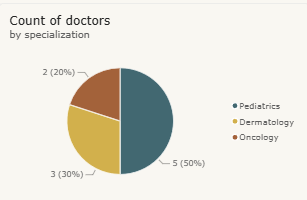 Count of doctors
by specialization
2 (20%)
Pediatrics
Dermatology
Oncology
3 (30%)
5 (50%)